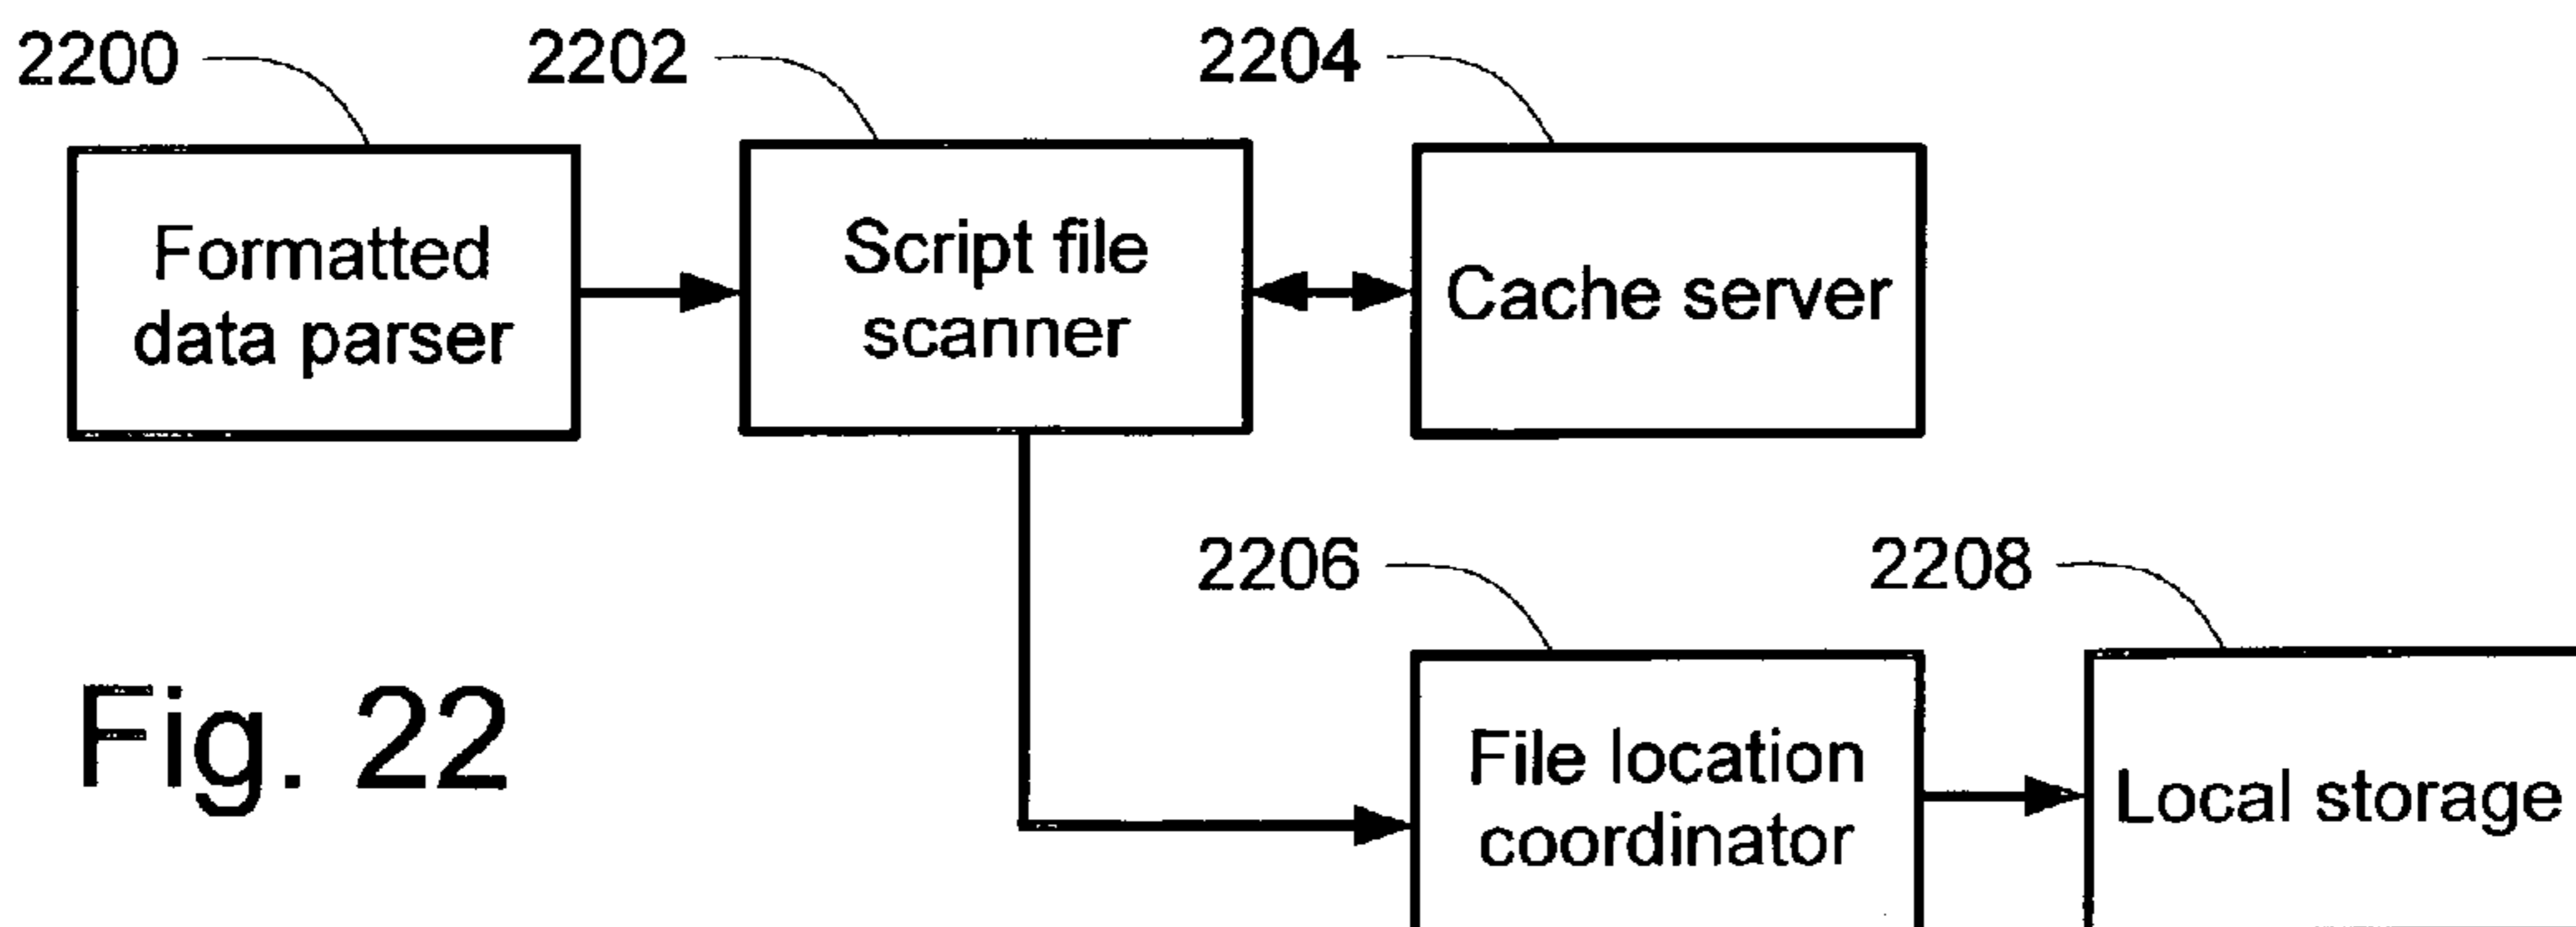 2200
2202
2204
Formatted
data parser
Script file
scanner
Cache server
2206
2208
Fig. 22
File location
coordinator
Local storage